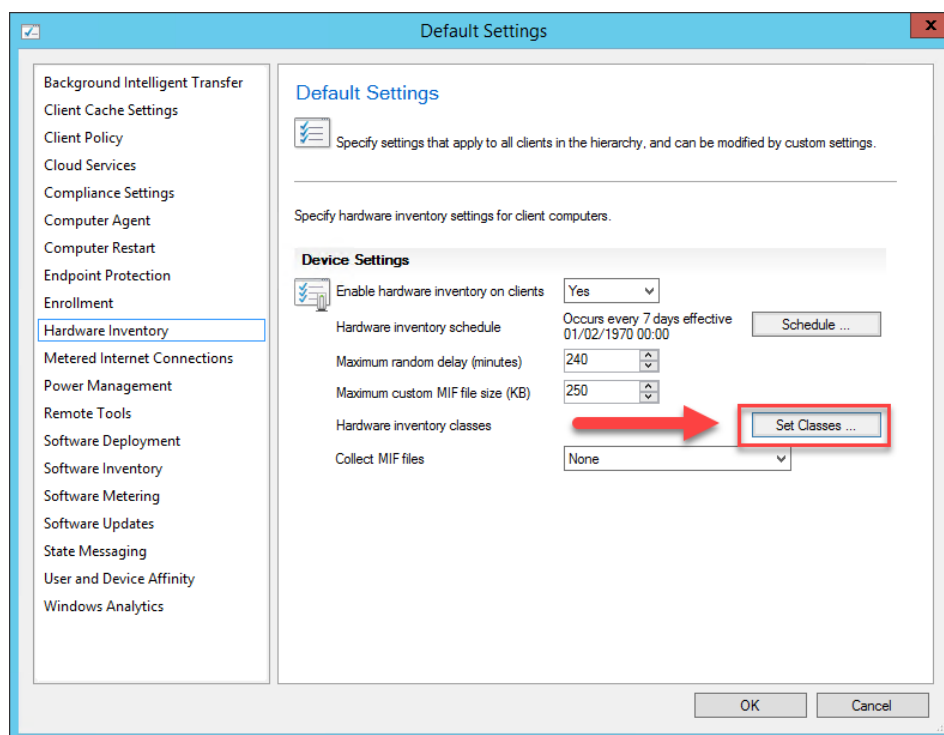 Default Settings
x
Background Intelligent Transfer
Client Cache Settings
Client Policy
Cloud Services
Compliance Settings
Computer Agent
Computer Restart
Endpoint Protection
Enrollment
Hardware Inventory
Metered Internet Connections
Power Management
Remote Tools
Software Deployment
Software Inventory
Software Metering
Software Updates
State Messaging
User and Device Affinity
Windows Analytics
Default Settings
Specify settings that apply to all clients in the hierarchy, and can be modified by custom settings.
Specify hardware inventory settings for client computers.
Device Settings
Enable hardware inventory on clients Yes
Hardware inventory schedule Occurs every 7 days effective
01/02/1970 00:00 Schedule ...
Maximum random delay (minutes) 240
Maximum custom MIF file size (KB) 250
Hardware inventory classes Set Classes ...
Collect MIF files None
OK Cancel